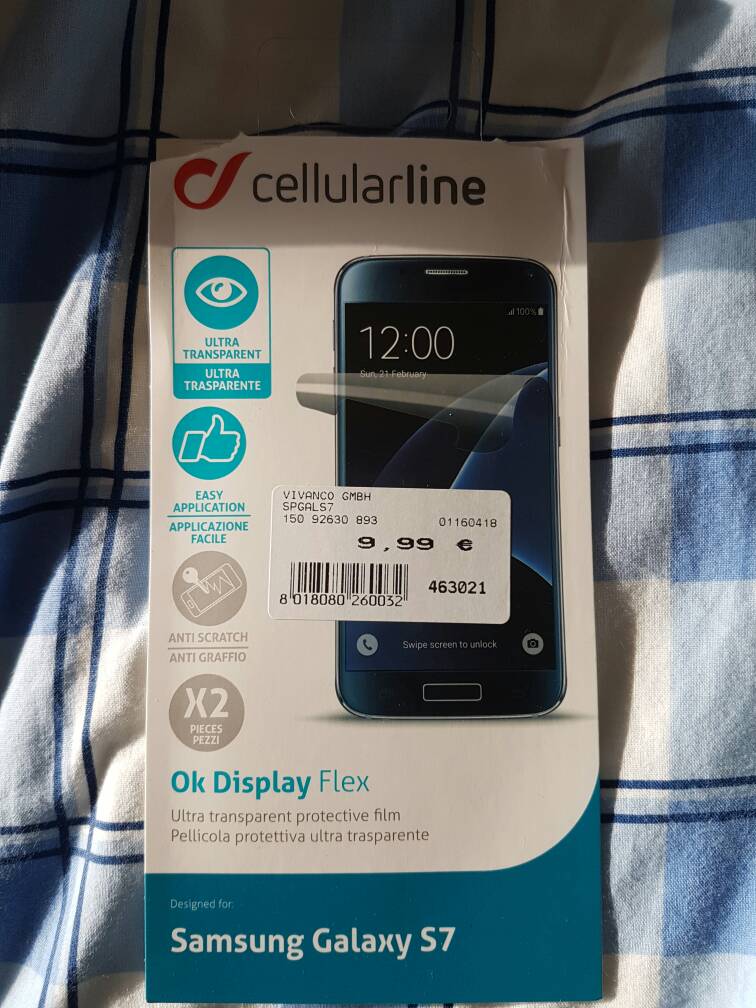 cellularline
ULTRA
TRANSPARENT
ULTRA
TRASPARENTE
EASY
APPLICATION
APPLICAZIONE
FACILE
ANTI SCRATCH
ANTI GRAFFIO
X2
PIECES
PEZZI
100%
12:00
Sun, 21 February
VIVANCO GMBH
SPGALS7
150 92630 893 01160418
9,99 €
8 018080 260032 463021
Swipe screen to unlock
Ok Display Flex
Ultra transparent protective film
Pellicola protettiva ultra trasparente
Designed for:
Samsung Galaxy S7